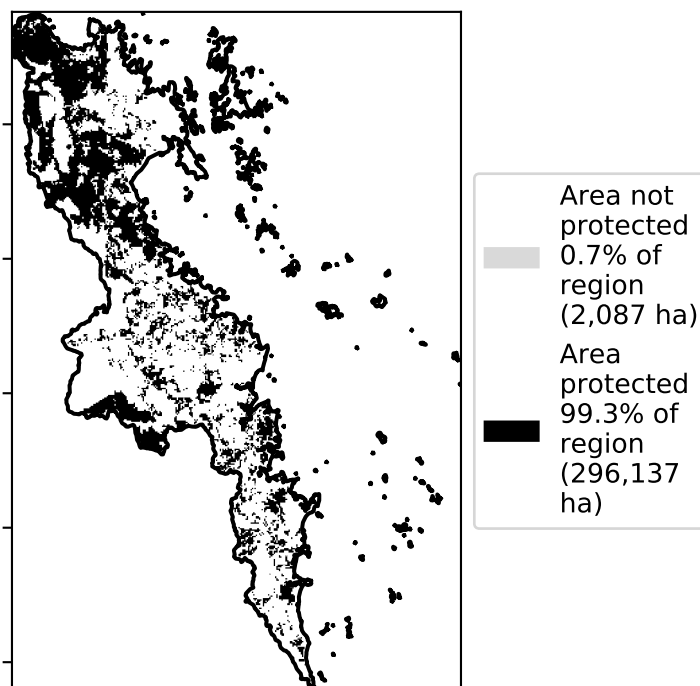 Area not
protected
0.7% of
region
(2,087 ha)
Area
protected
99.3% of
region
(296,137
ha)